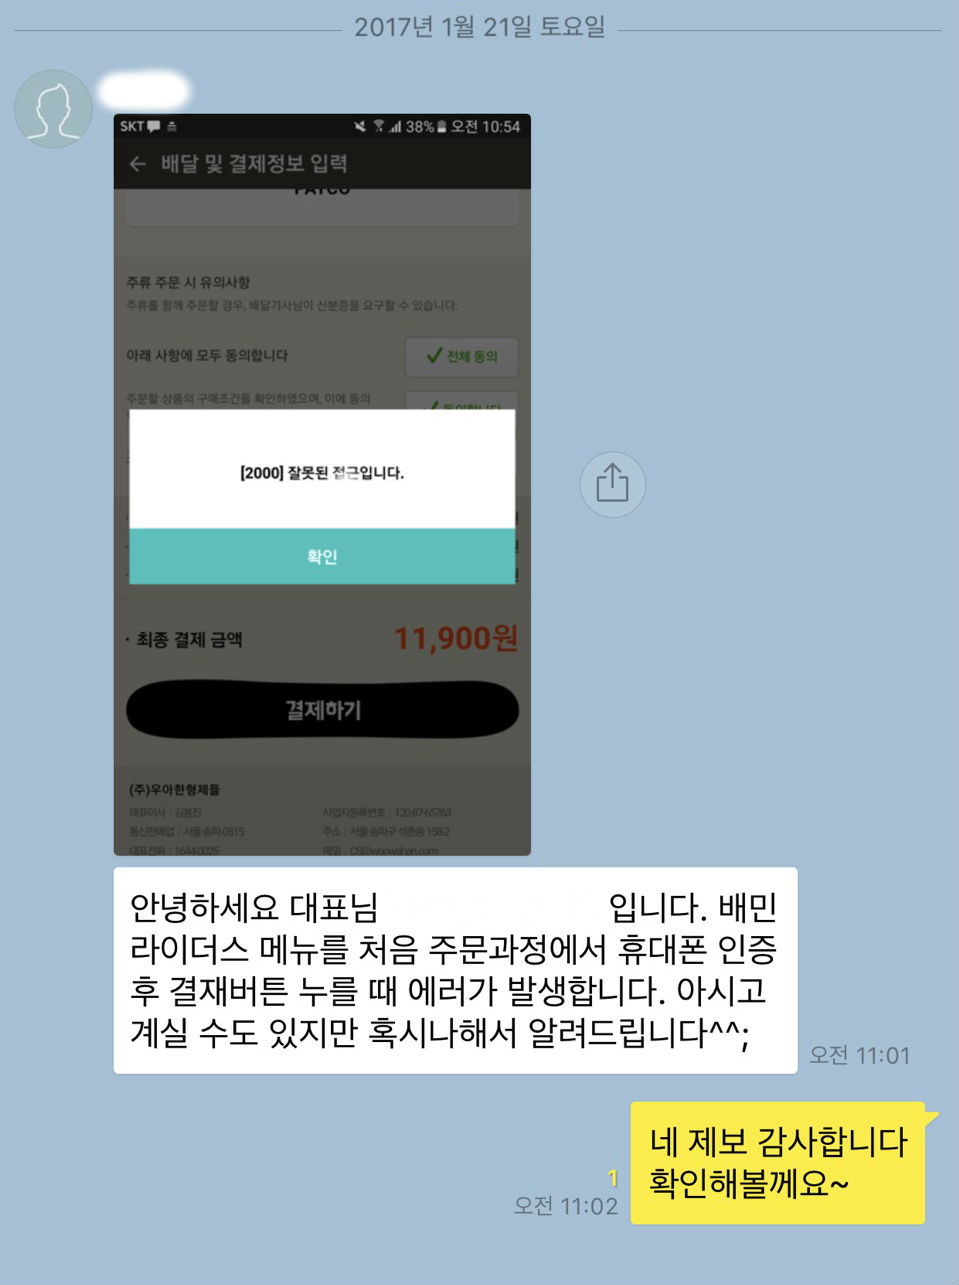 2017년 1월 21일 토요일
SKT
38% 오전 10:54
배달 및 결제정보 입력
PAYCO
주류 주문 시 유의사항
주류를 함께 주문할 경우, 배달기사님이 신분증을 요구할 수 있습니다.
아래 사항에 모두 동의합니다
전체 동의
주문할 상품의 구매조건을 확인하였으며, 이에 동의
동의합니다
[2000] 잘못된 접근입니다.
확인
· 최종 결제 금액 11,900원
결제하기
(주)우아한형제들
대표이사 | 김봉진 사업자등록번호 | 120-87-65763
통신판매업 | 서울 송파-0515 주소 | 서울 송파구 석촌동 158-2
대표전화 | 1644-0025 메일 | CS@woowahan.com
안녕하세요 대표님 입니다. 배민
라이더스 메뉴를 처음 주문과정에서 휴대폰 인증
후 결재버튼 누를 때 에러가 발생합니다. 아시고
계실 수도 있지만 혹시나해서 알려드립니다^^;
오전 11:01
네 제보 감사합니다
확인해볼께요~
1
오전 11:02